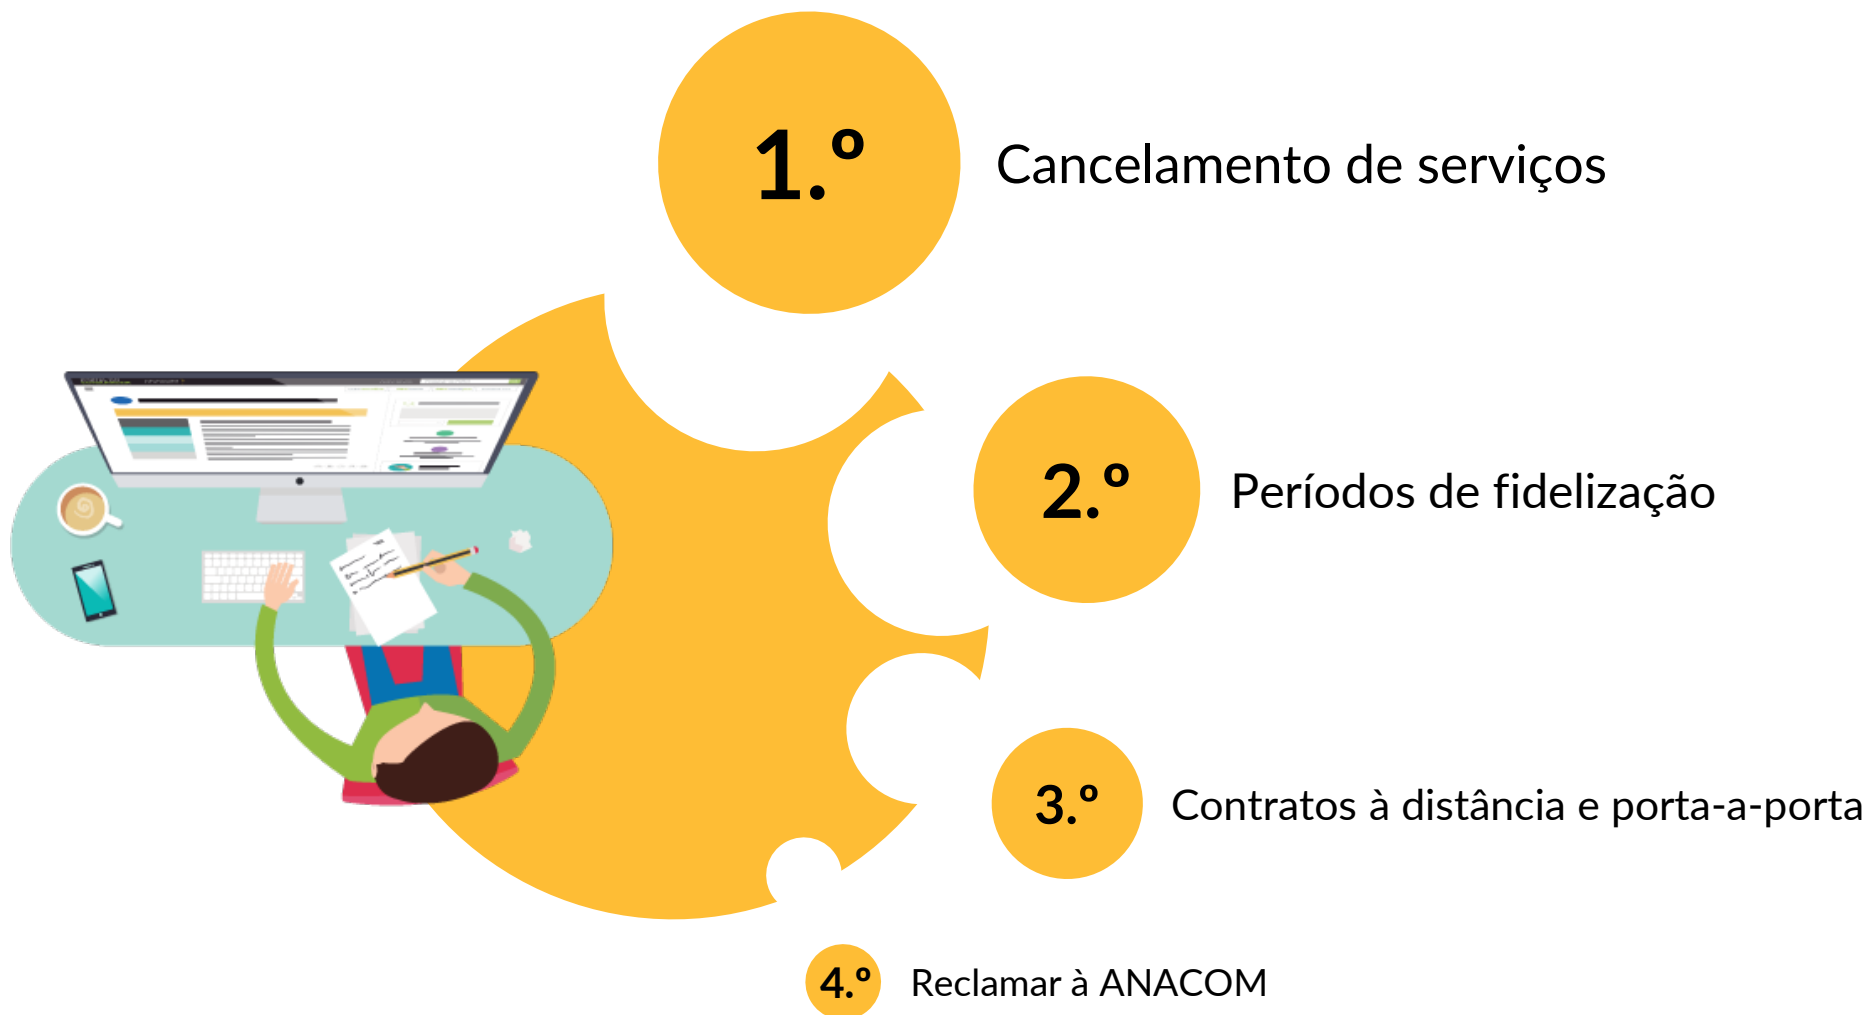 1.º
Cancelamento de serviços
2.º
Períodos de fidelização
3.º
Contratos à distância e porta-a-porta
4.º
Reclamar à ANACOM